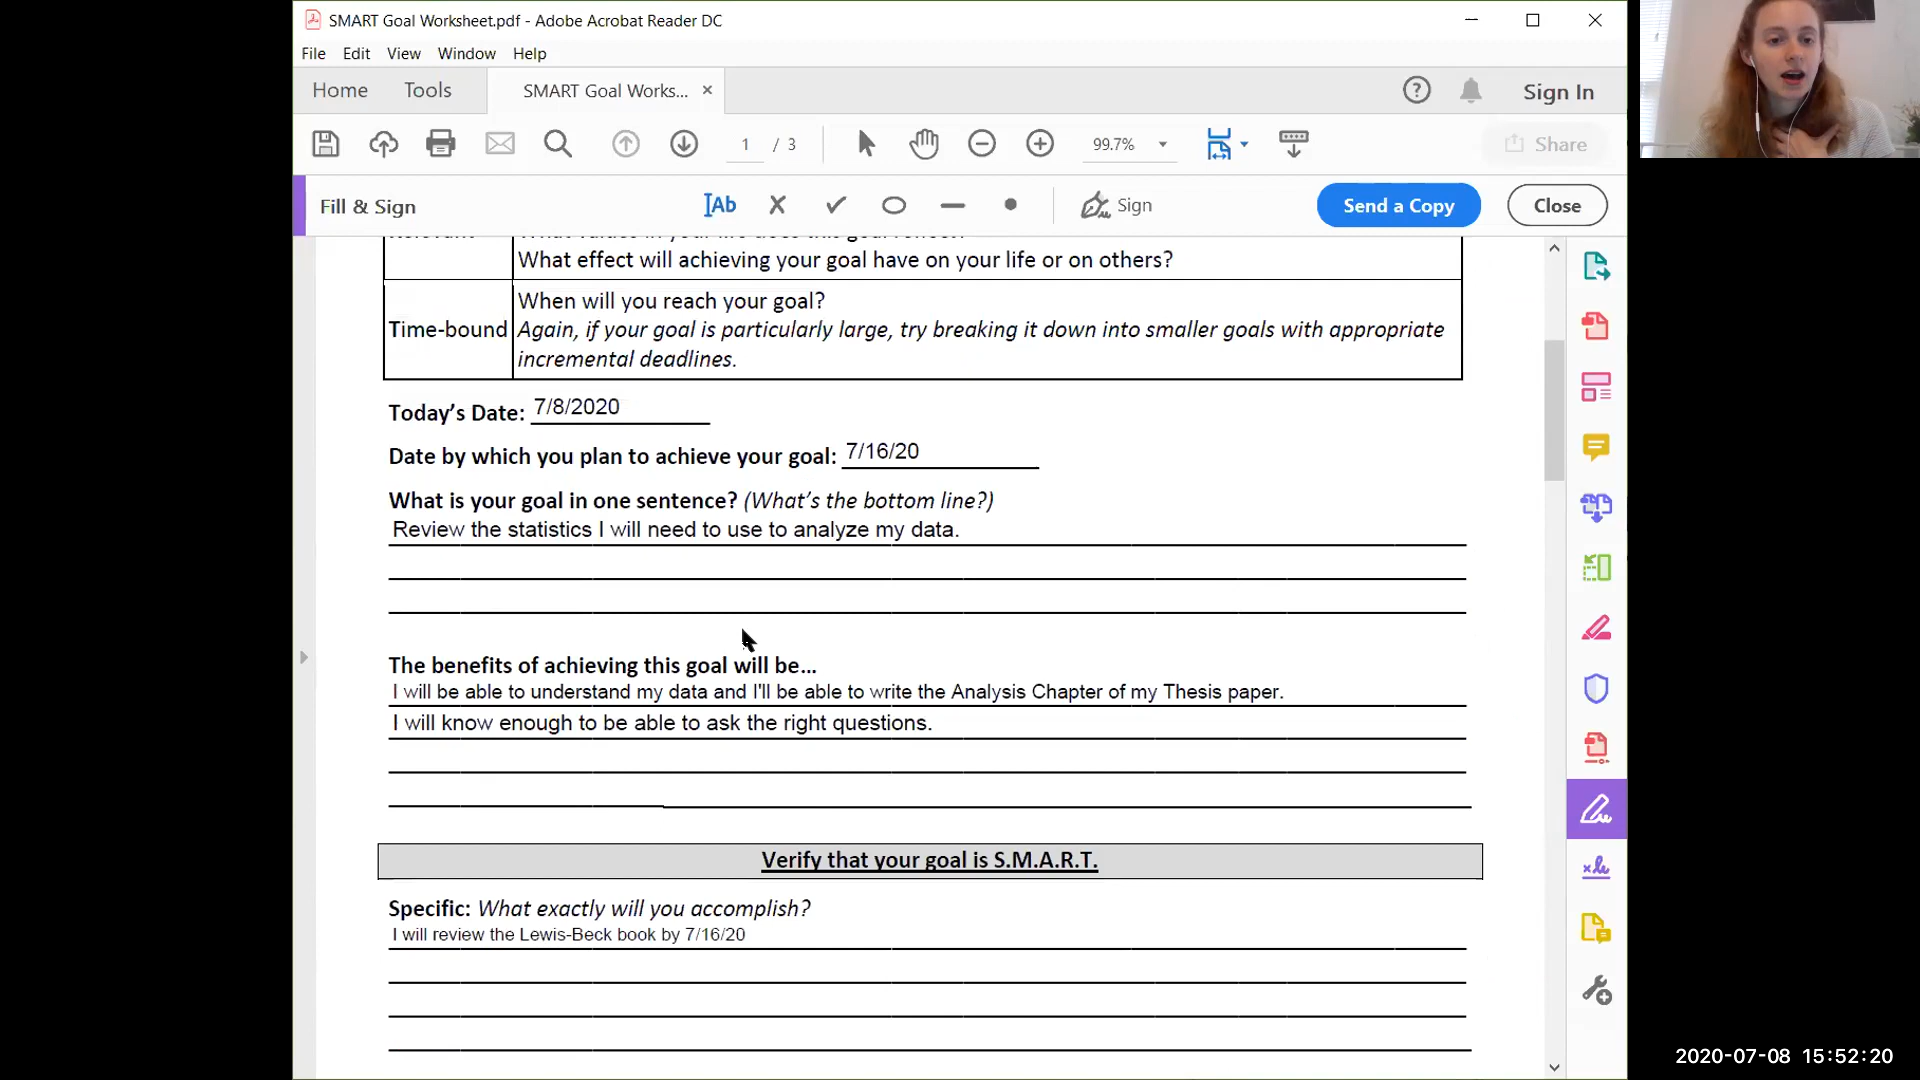 SMART Goal Worksheet.pdf - Adobe Acrobat Reader DC
File Edit View Window Help
Home Tools SMART Goal Works... × Sign In
1 / 3 99.7% Share
Fill & Sign Ab Sign Send a Copy Close
What effect will achieving your goal have on your life or on others?
When will you reach your goal?
Time-bound Again, if your goal is particularly large, try breaking it down into smaller goals with appropriate
incremental deadlines.
Today's Date: 7/8/2020
Date by which you plan to achieve your goal: 7/16/20
What is your goal in one sentence? (What's the bottom line?)
Review the statistics I will need to use to analyze my data.
The benefits of achieving this goal will be...
I will be able to understand my data and I'll be able to write the Analysis Chapter of my Thesis paper.
I will know enough to be able to ask the right questions.
Verify that your goal is S.M.A.R.T.
Specific: What exactly will you accomplish?
I will review the Lewis-Beck book by 7/16/20
2020-07-08 15:52:20